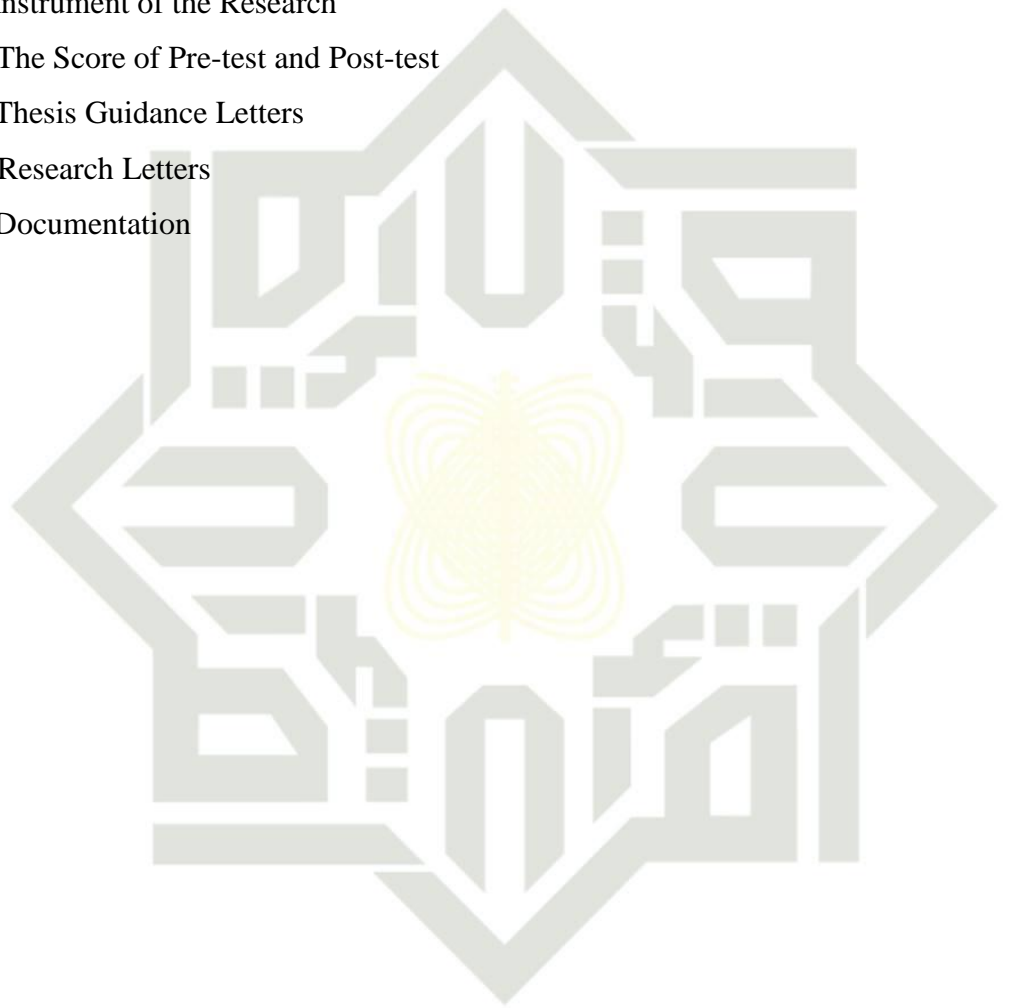 nstrument of the Research
The Score of Pre-test and Post-test
Thesis Guidance Letters
Research Letters
Documentation